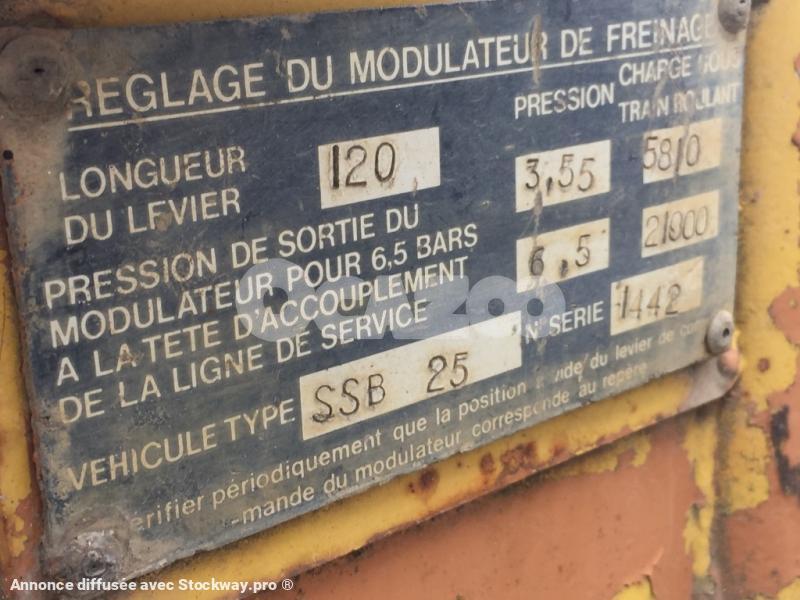 REGLAGE DU MODULATEUR DE FREINAGE
PRESSION CHARGE SOUS
TRAIN ROULANT
LONGUEUR
DU LEVIER 120 3,55 5810
PRESSION DE SORTIE DU
MODULATEUR POUR 6,5 BARS 6,5 21900
A LA TETE D'ACCOUPLEMENT
DE LA LIGNE DE SERVICE
VEHICULE TYPE SSB 25 N° SERIE 1442
vérifier périodiquement que la position à vide du levier de com
-mande du modulateur corresponde au repère
OCAZOO
Annonce diffusée avec Stockway.pro ®